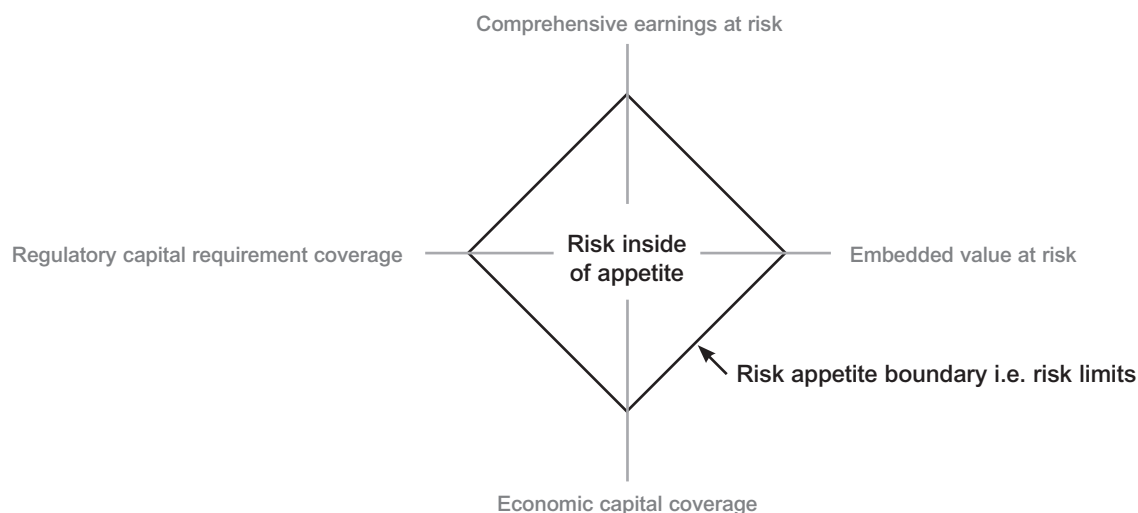 Comprehensive earnings at risk
Regulatory capital requirement coverage
Risk inside
of appetite
Embedded value at risk
Risk appetite boundary i.e. risk limits
Economic capital coverage